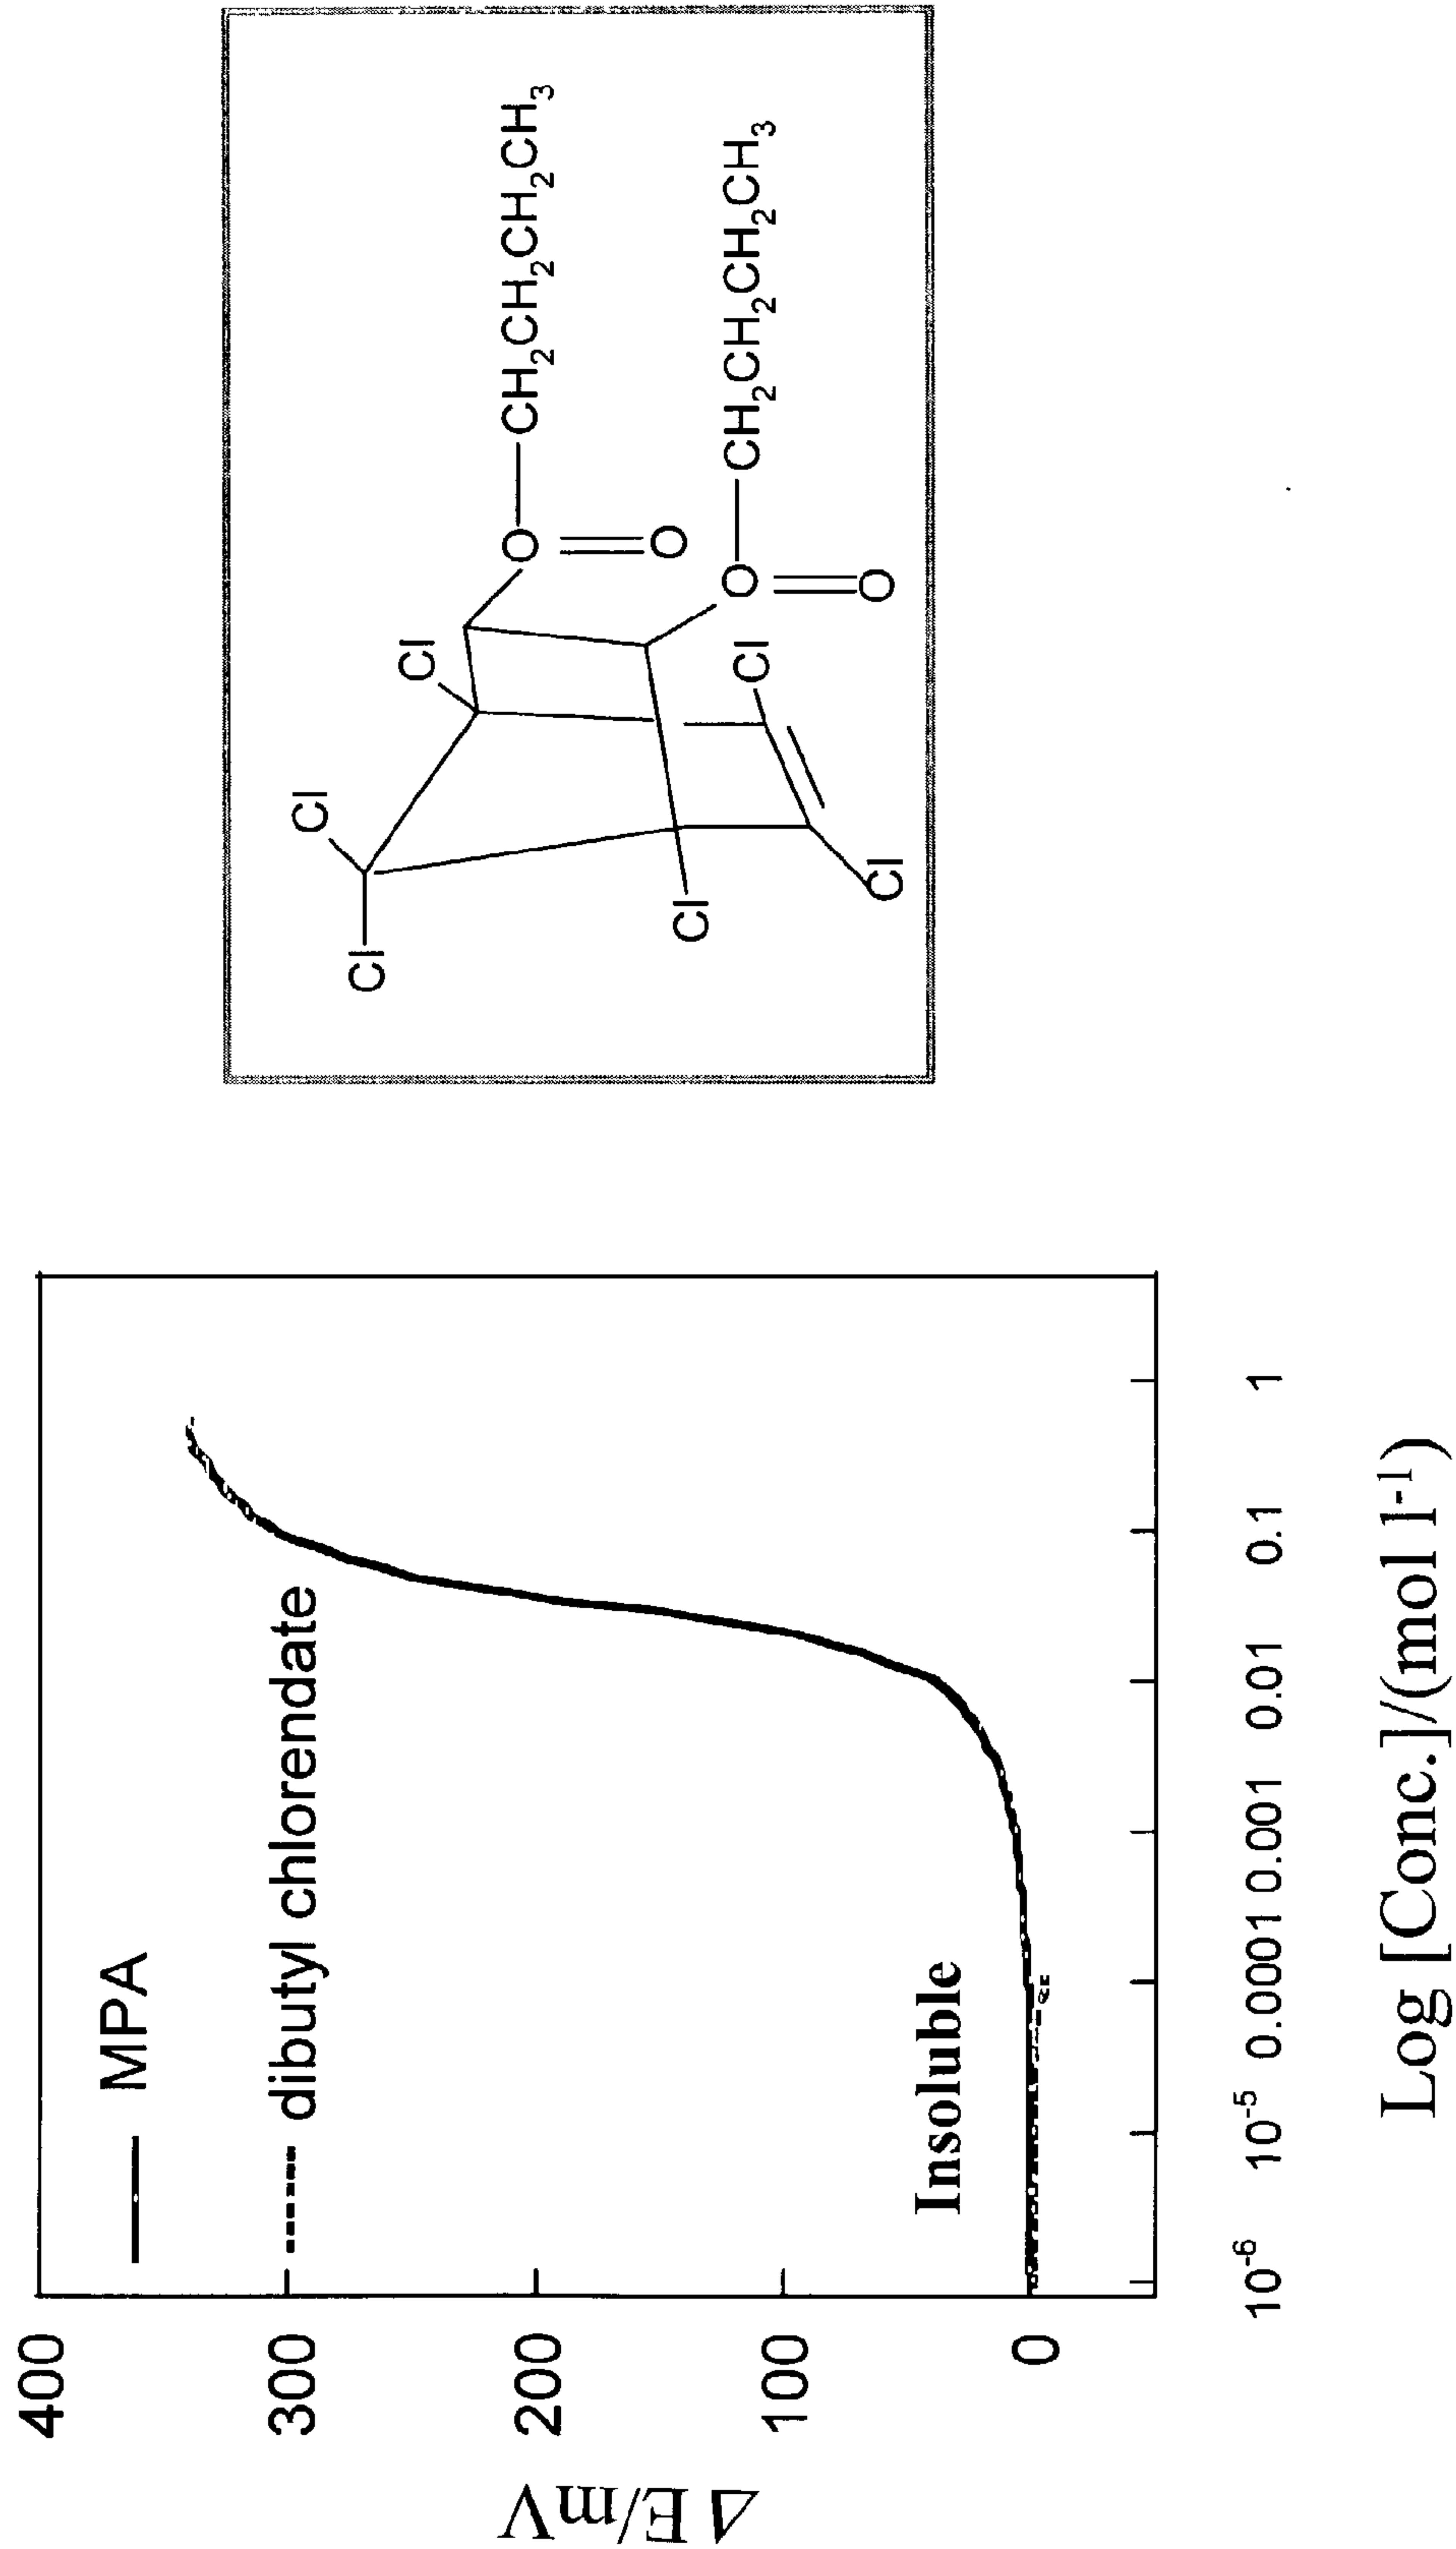 400
300
200
100
0
ΔE/mV
MPA
dibutyl chlorendate
Insoluble
10-6
10-5
0.0001
0.001
0.01
0.1
1
Log [Conc.]/(mol l-1)
Cl
Cl
Cl
Cl
Cl
Cl
O
CH2CH2CH2CH3
O
O
CH2CH2CH2CH3
O